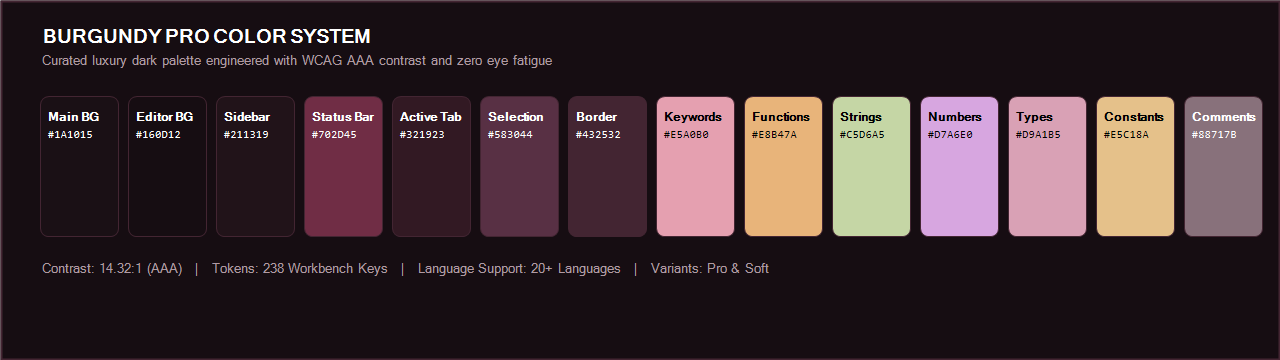 BURGUNDY PRO COLOR SYSTEM
Curated luxury dark palette engineered with WCAG AAA contrast and zero eye fatigue
Main BG
#1A1015
Editor BG
#160D12
Sidebar
#211319
Status Bar
#702D45
Active Tab
#321923
Selection
#583044
Border
#432532
Keywords
#E5A0B0
Functions
#E8B47A
Strings
#C5D6A5
Numbers
#D7A6E0
Types
#D9A1B5
Constants
#E5C18A
Comments
#88717B
Contrast: 14.32:1 (AAA) | Tokens: 238 Workbench Keys | Language Support: 20+ Languages | Variants: Pro & Soft